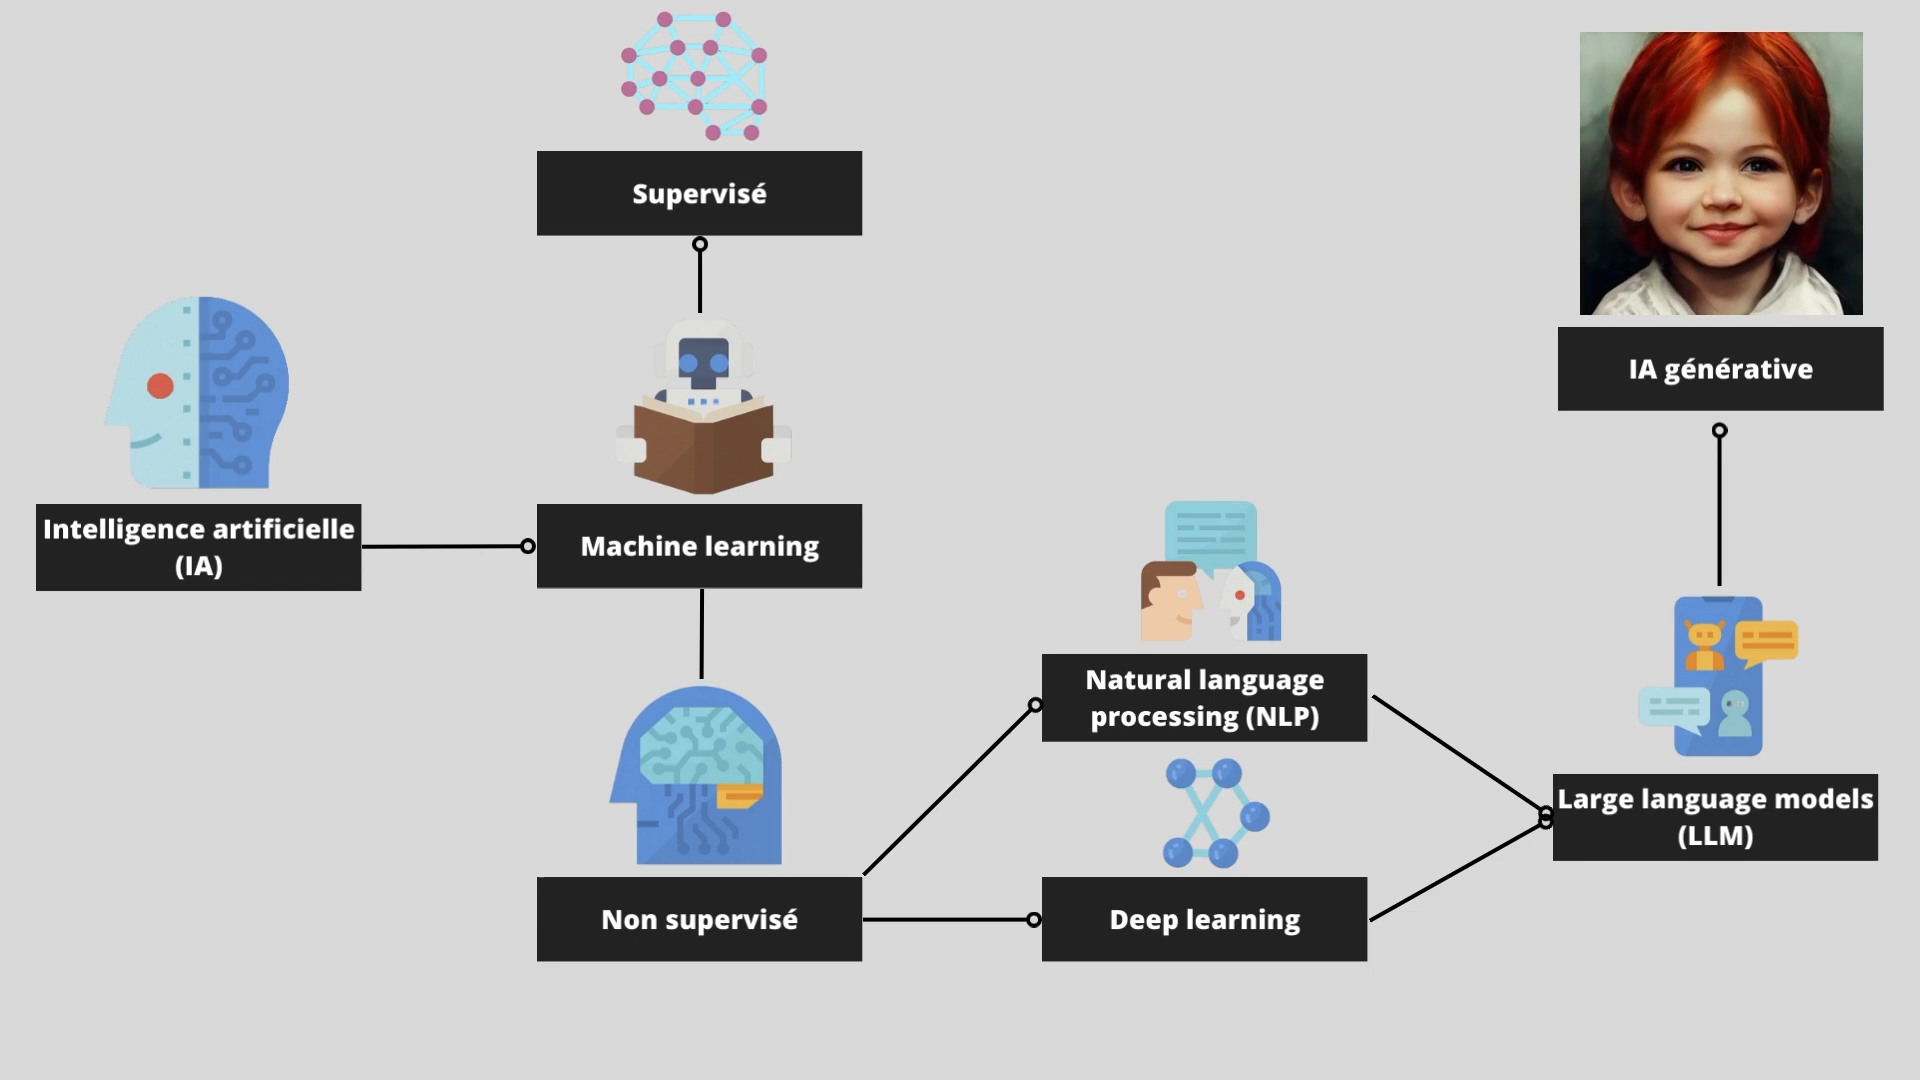 Supervisé
IA générative
Intelligence artificielle
(IA)
Machine learning
Natural language
processing (NLP)
Large language models
(LLM)
Non supervisé
Deep learning